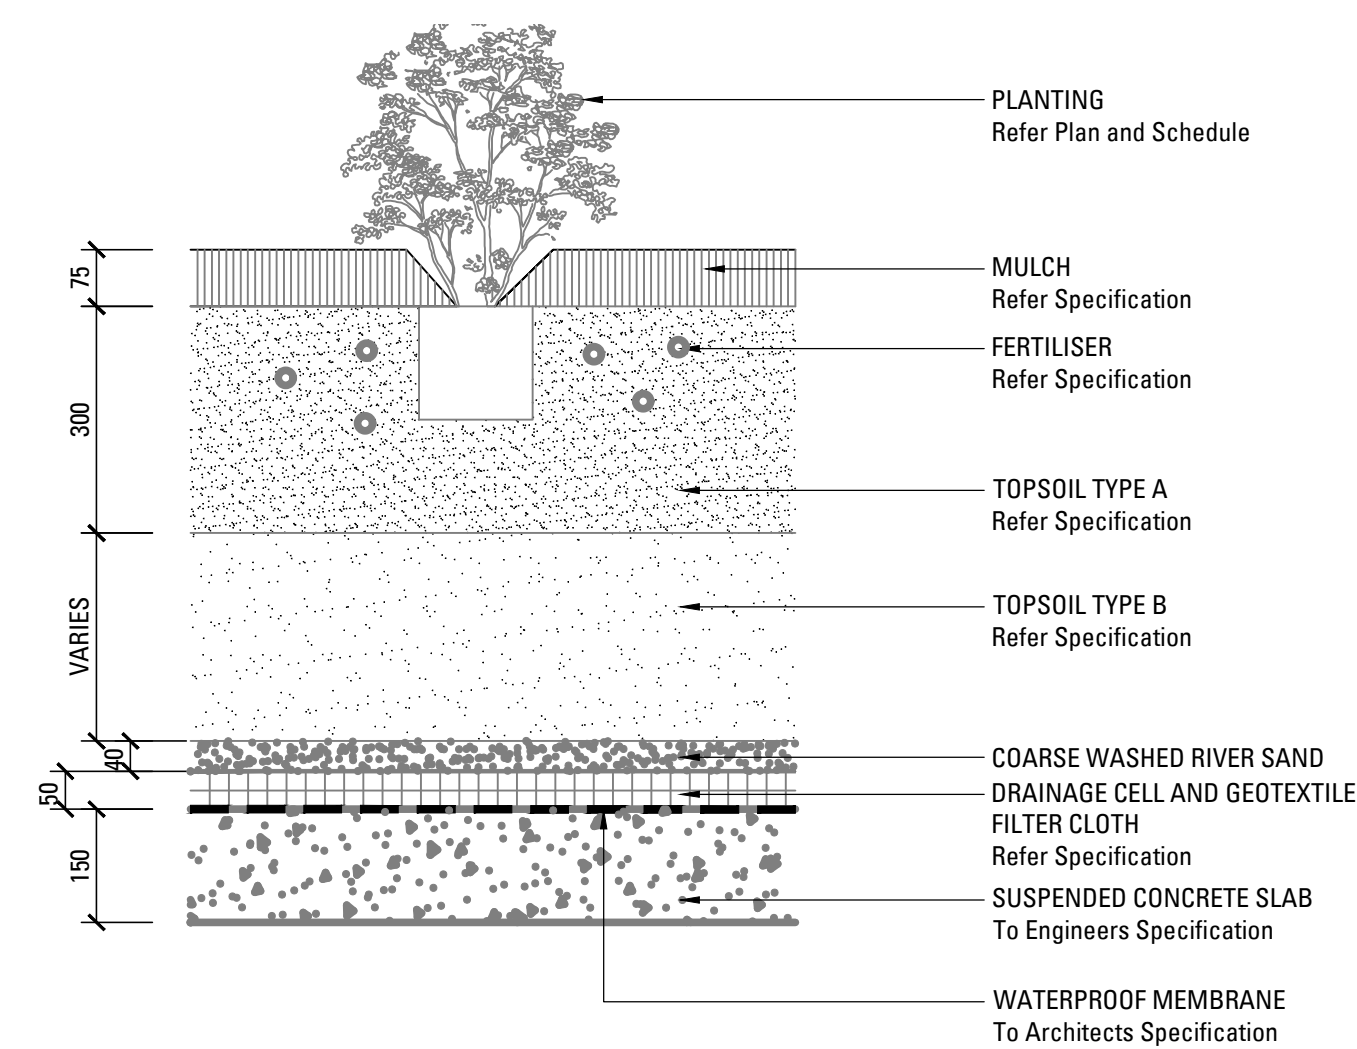 PLANTING
Refer Plan and Schedule
75
MULCH
Refer Specification
300
FERTILISER
Refer Specification
TOPSOIL TYPE A
Refer Specification
VARIES
TOPSOIL TYPE B
Refer Specification
40
COARSE WASHED RIVER SAND
50
DRAINAGE CELL AND GEOTEXTILE
FILTER CLOTH
Refer Specification
150
SUSPENDED CONCRETE SLAB
To Engineers Specification
WATERPROOF MEMBRANE
To Architects Specification